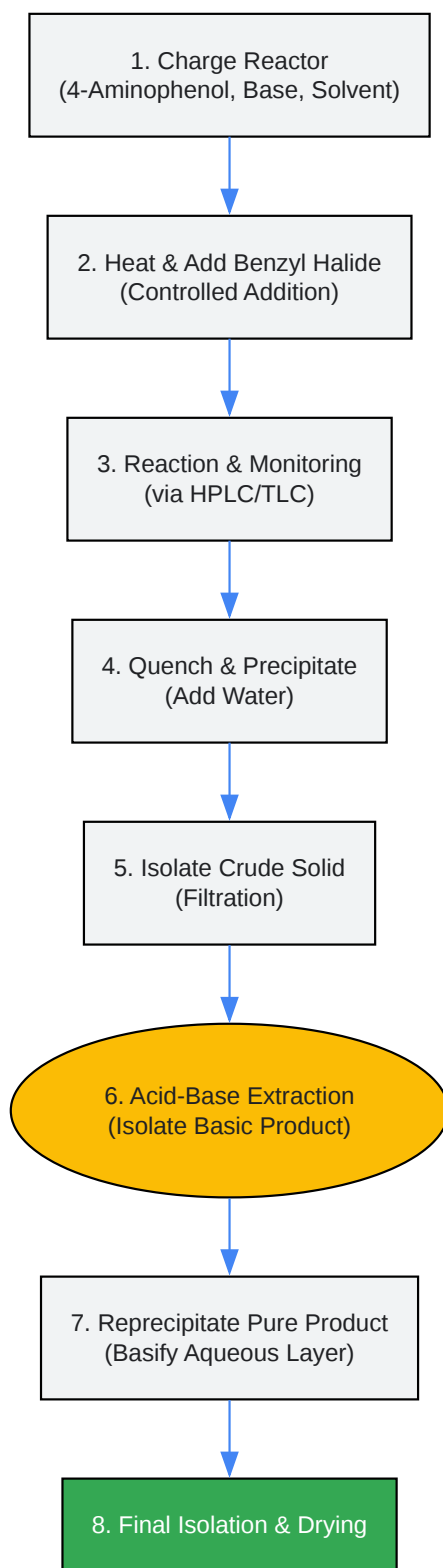 1. Charge Reactor
(4-Aminophenol, Base, Solvent)
2. Heat & Add Benzyl Halide
(Controlled Addition)
3. Reaction & Monitoring
(via HPLC/TLC)
4. Quench & Precipitate
(Add Water)
5. Isolate Crude Solid
(Filtration)
6. Acid-Base Extraction
(Isolate Basic Product)
7. Reprecipitate Pure Product
(Basify Aqueous Layer)
8. Final Isolation & Drying